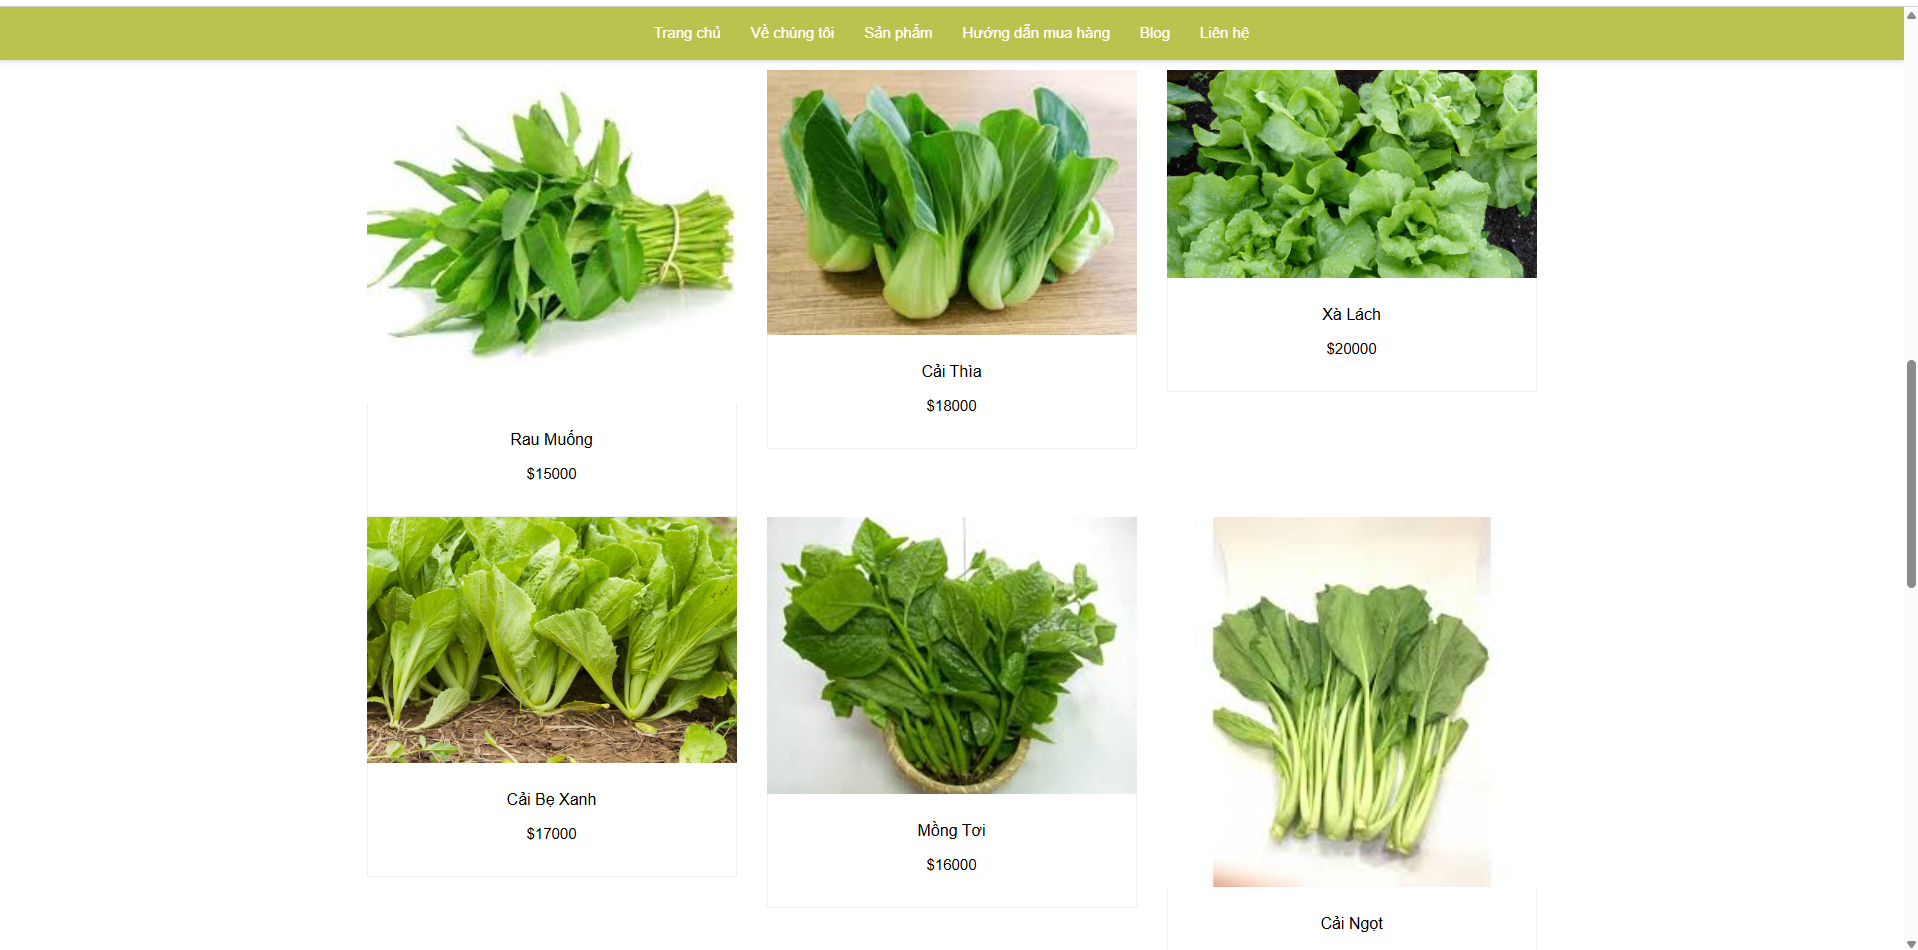 Trang chủ Về chúng tôi Sản phẩm Hướng dẫn mua hàng Blog Liên hệ
Rau Muống
$15000
Cải Thìa
$18000
Xà Lách
$20000
Cải Bẹ Xanh
$17000
Mồng Tơi
$16000
Cải Ngọt